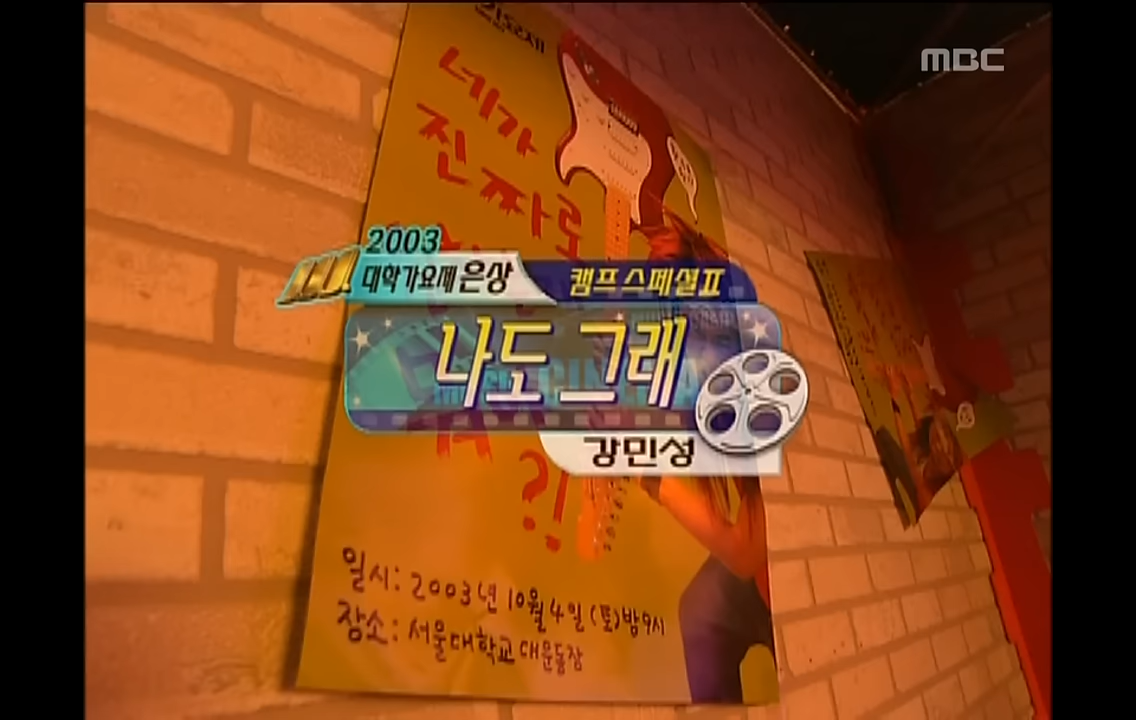 MBC
네가
진짜로
2003
대학가요제 은상
캠프 스페셜 II
나도 그래
강민성
?!
일시: 2003년 10월 4일 (토) 밤 9시
장소: 서울대학교 대운동장